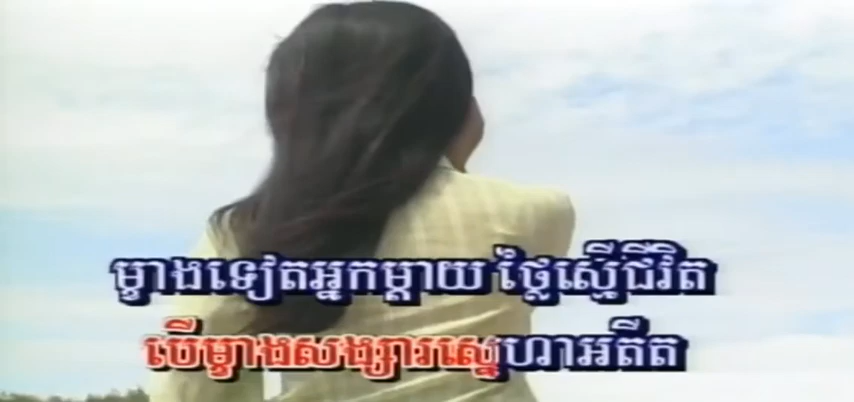 ម្ខាងទៀតអ្នកម្តាយ ថ្លៃស្មើជីវិត
បើម្ខាងសង្សារស្នេហាអតីត